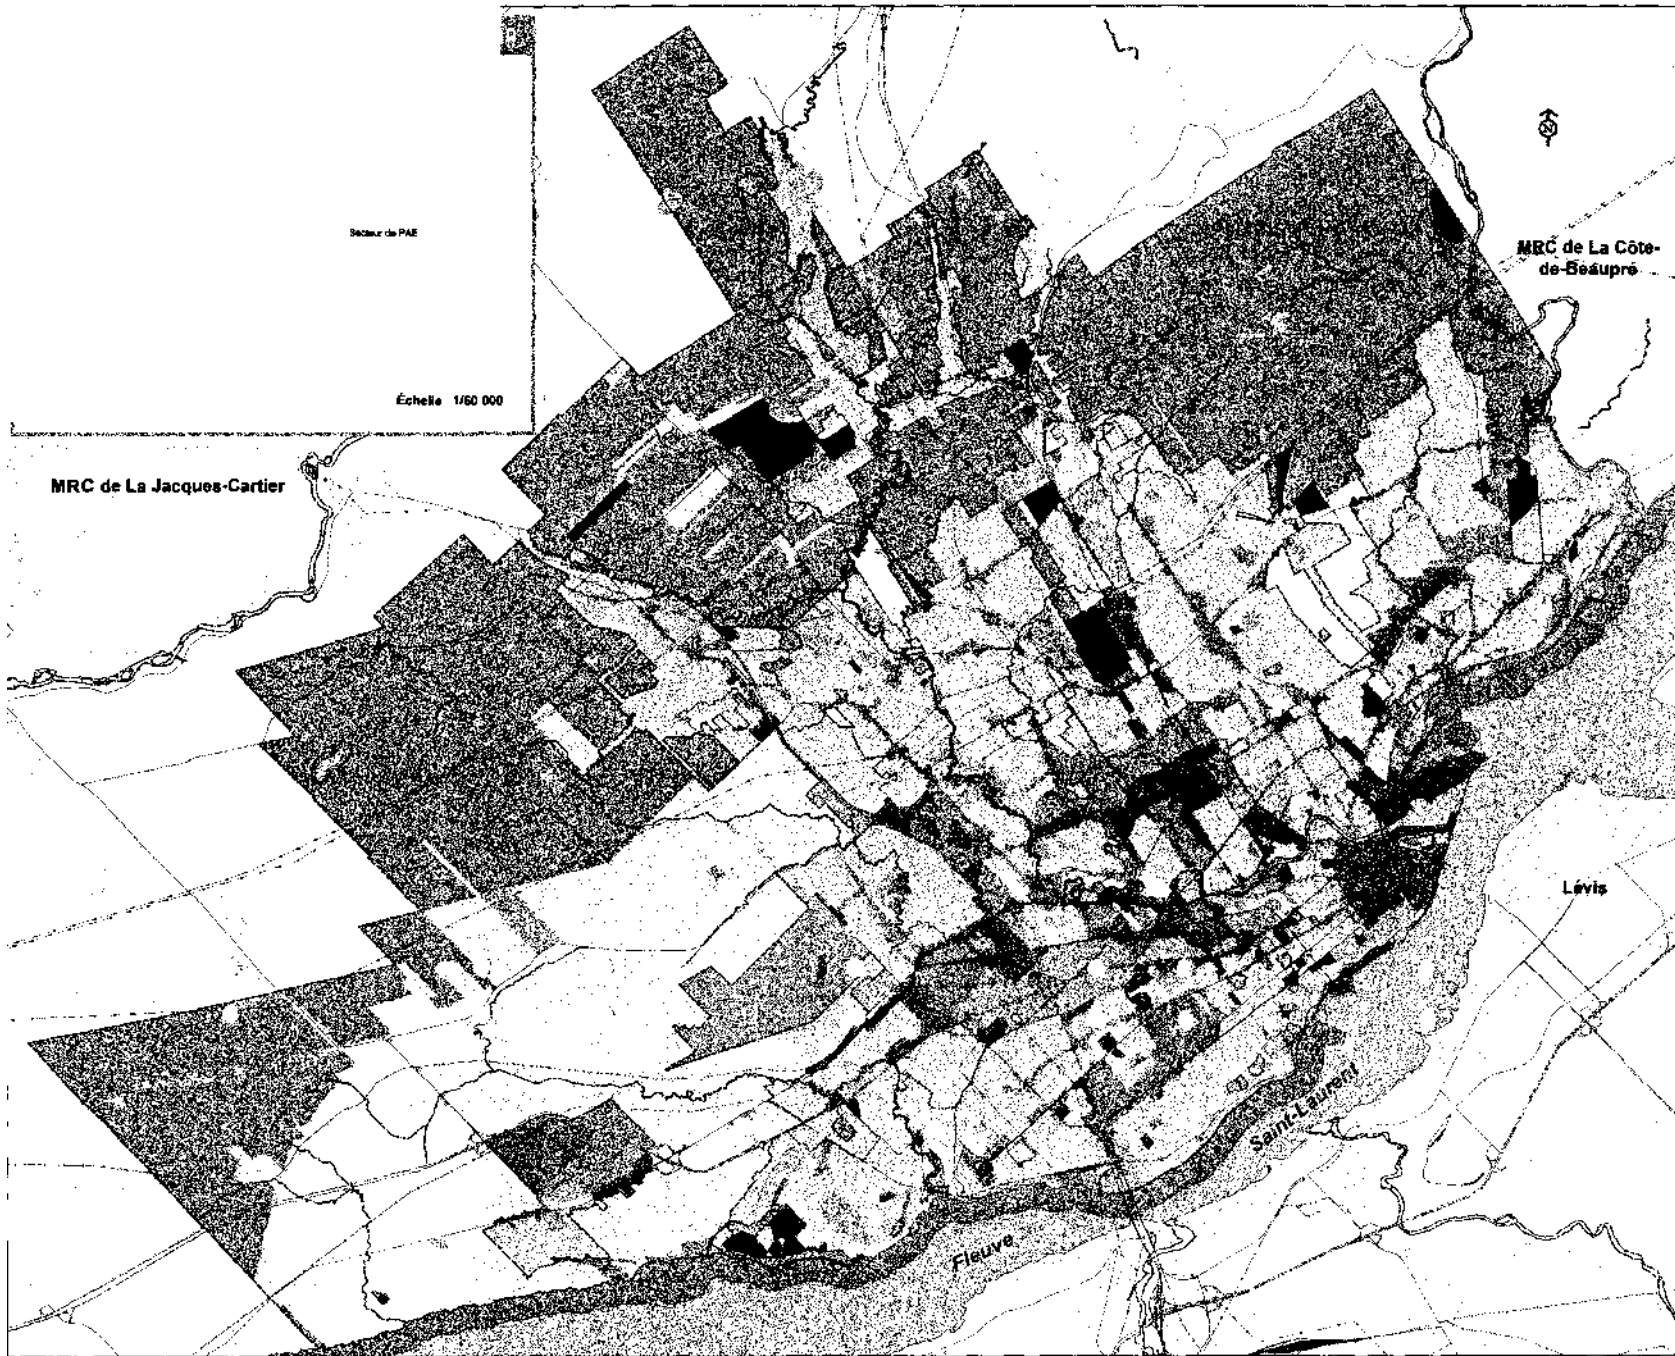 Secteur de PAE
Échelle 1/60 000
MRC de La Côte-
de-Beaupré
MRC de La Jacques-Cartier
Lévis
Saint-Laurent
Fleuve